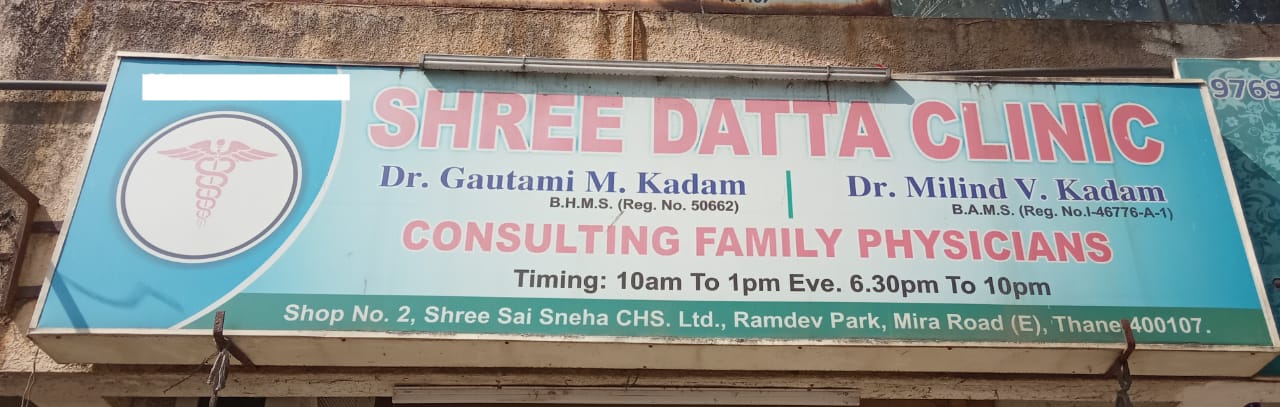 SHREE DATTA CLINIC
Dr. Gautami M. Kadam
B.H.M.S. (Reg. No. 50662)
Dr. Milind V. Kadam
B.A.M.S. (Reg. No.I-46776-A-1)
CONSULTING FAMILY PHYSICIANS
Timing: 10am To 1pm Eve. 6.30pm To 10pm
Shop No. 2, Shree Sai Sneha CHS. Ltd., Ramdev Park, Mira Road (E), Thane 400107.
9769